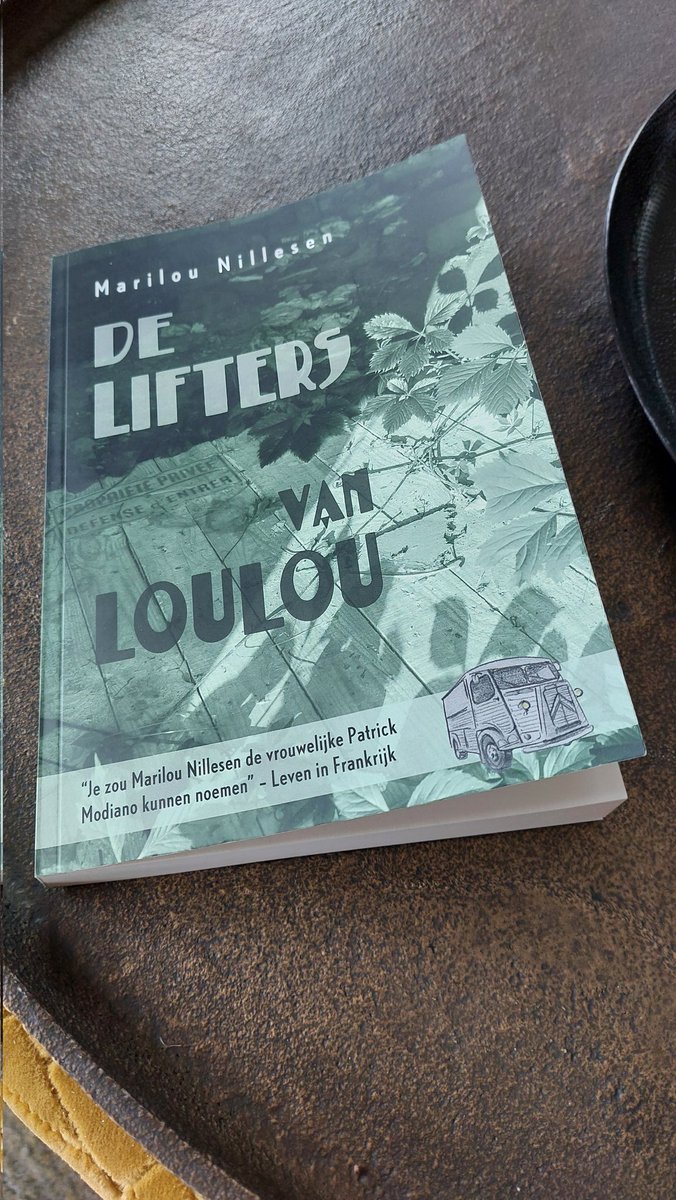 Marilou Nillesen
DE
LIFTERS
PROPRIETE PRIVEE
DEFENSE D'ENTRER
VAN
LOULOU
"Je zou Marilou Nillesen de vrouwelijke Patrick
Modiano kunnen noemen" – Leven in Frankrijk